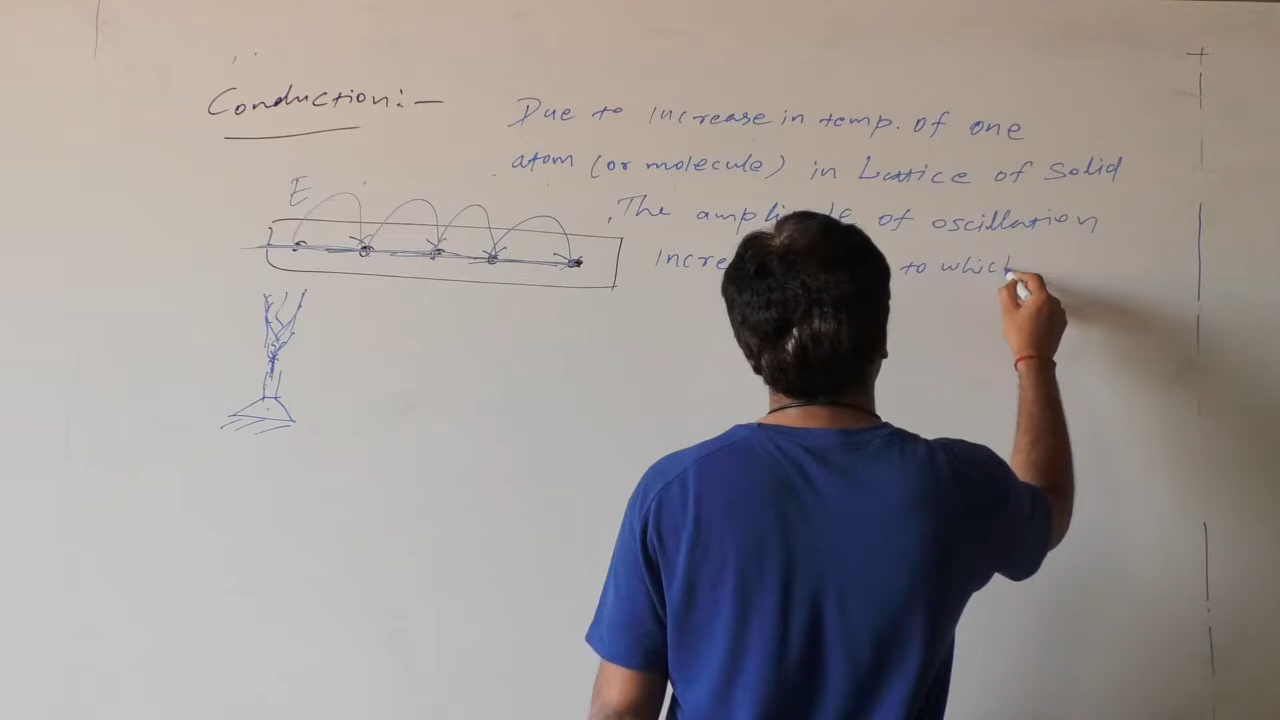 Conduction:-
Due to increase in temp. of one
atom (or molecule) in Lattice of solid
E
, The of oscillation
to which